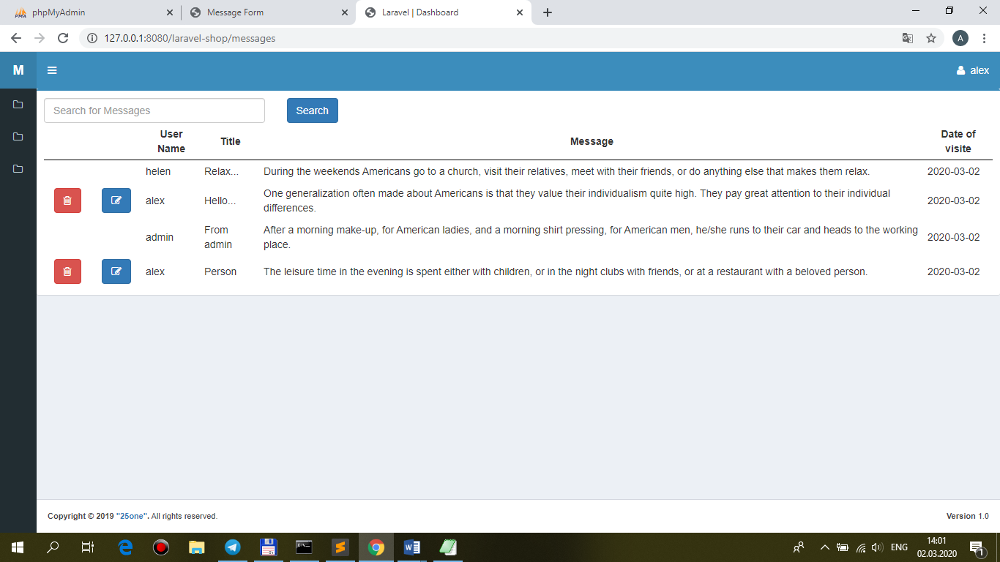 phpMyAdmin
Message Form
Laravel | Dashboard
127.0.0.1:8080/laravel-shop/messages
A
M
alex
Search for Messages
Search
User Name
Title
Message
Date of visite
helen
Relax...
During the weekends Americans go to a church, visit their relatives, meet with their friends, or do anything else that makes them relax.
2020-03-02
alex
Hello...
One generalization often made about Americans is that they value their individualism quite high. They pay great attention to their individual
differences.
2020-03-02
admin
From
admin
After a morning make-up, for American ladies, and a morning shirt pressing, for American men, he/she runs to their car and heads to the working
place.
2020-03-02
alex
Person
The leisure time in the evening is spent either with children, or in the night clubs with friends, or at a restaurant with a beloved person.
2020-03-02
Copyright © 2019 "25one". All rights reserved.
Version 1.0
ENG
14:01
02.03.2020
1